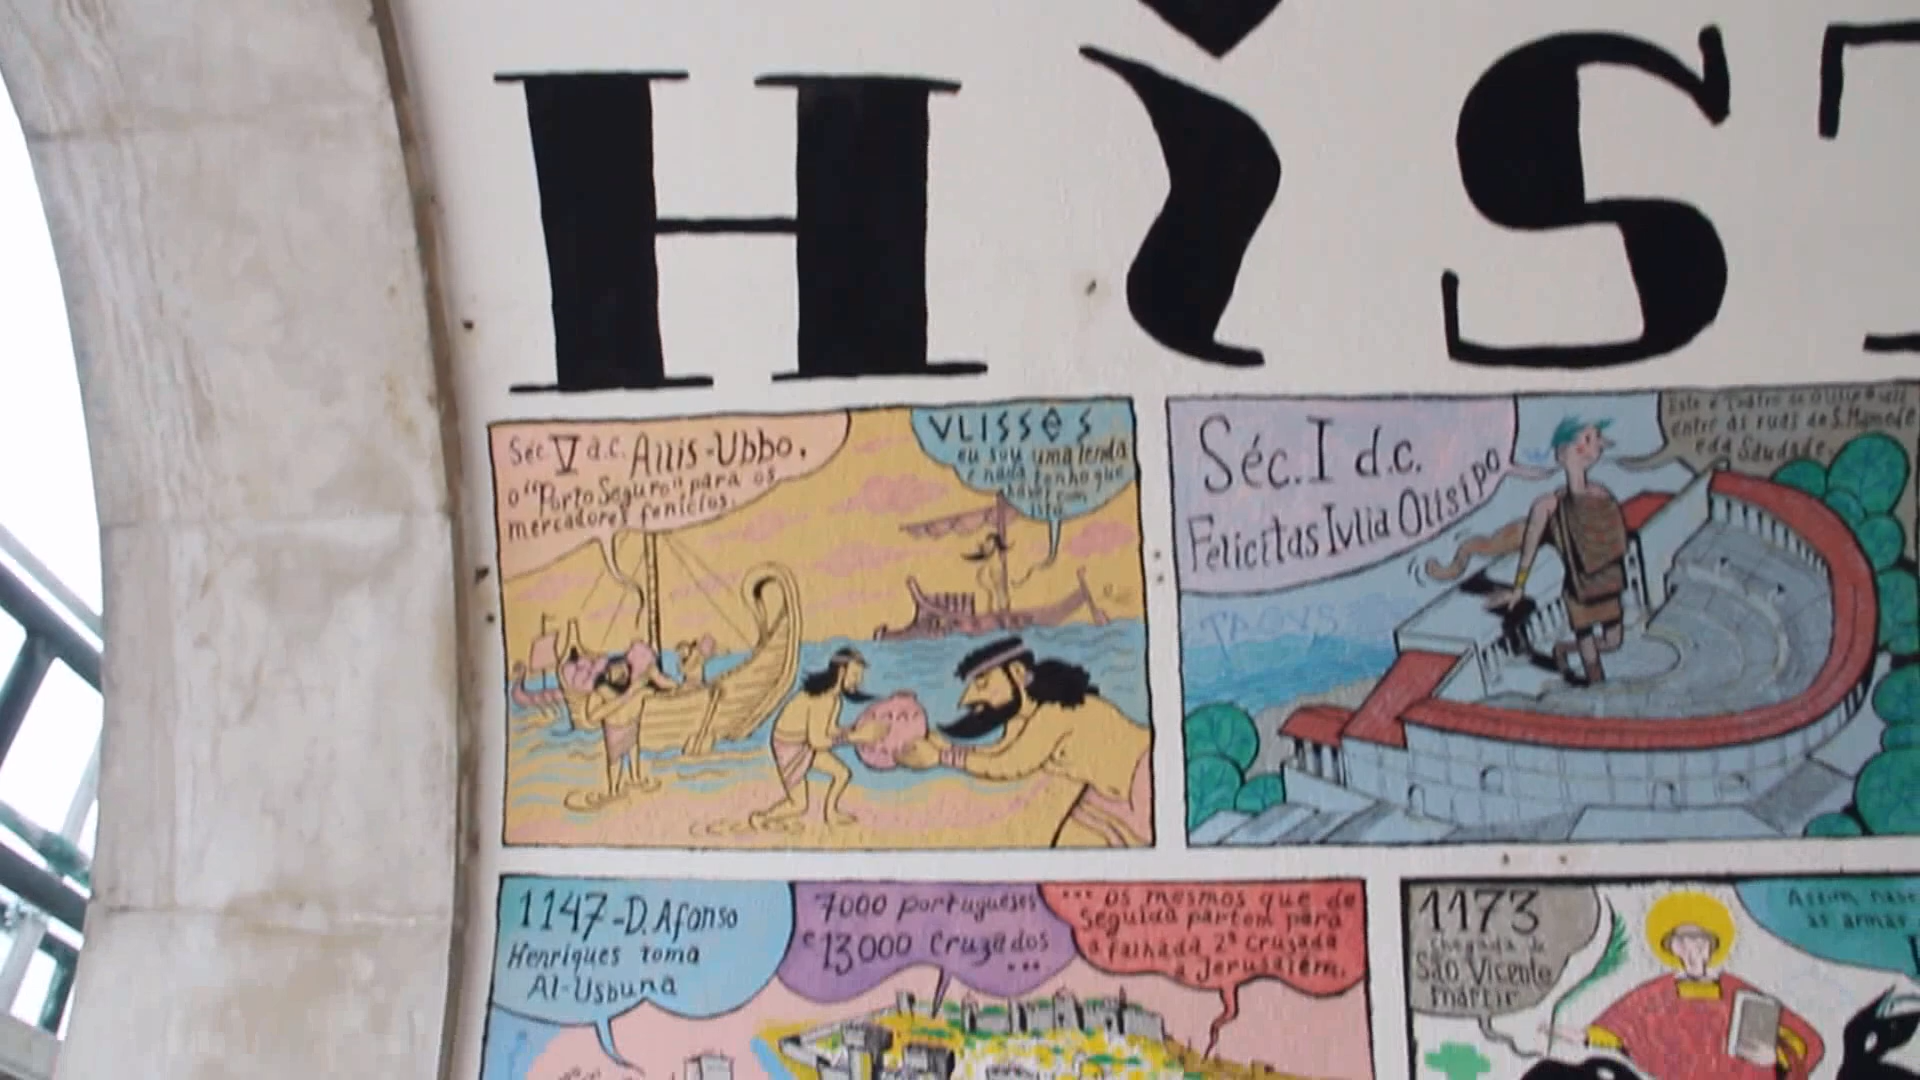 HiST
Séc. V d.c. Allis-Ubbo.
o "Porto Seguro" para os
mercadores fenícios.
VLISSES
eu sou uma lenda
e nada tenho que
haver com
isto
Séc. I d.c.
Felicitas Ivlia Olisipo
Este é Teatro de
entre as ruas de S. Mamede
e da Saudade.
TAGVS
1147-D. Afonso
Henriques toma
Al-Usbuna
7000 portugueses
e 13000 Cruzados
...
... os mesmos que de
Seguida partem para
a falhada 2ª cruzada
a Jerusalém.
1173
Chegada de
São Vicente
mártir
Assim
as armas